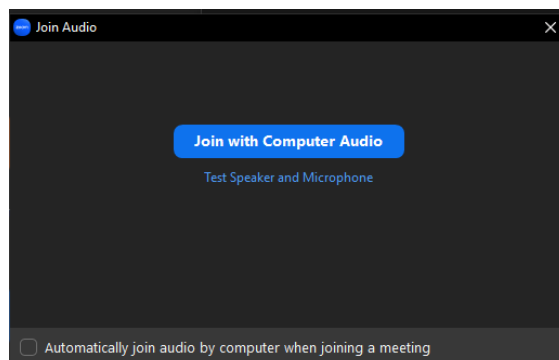 Join Audio
Join with Computer Audio
Test Speaker and Microphone
Automatically join audio by computer when joining a meeting